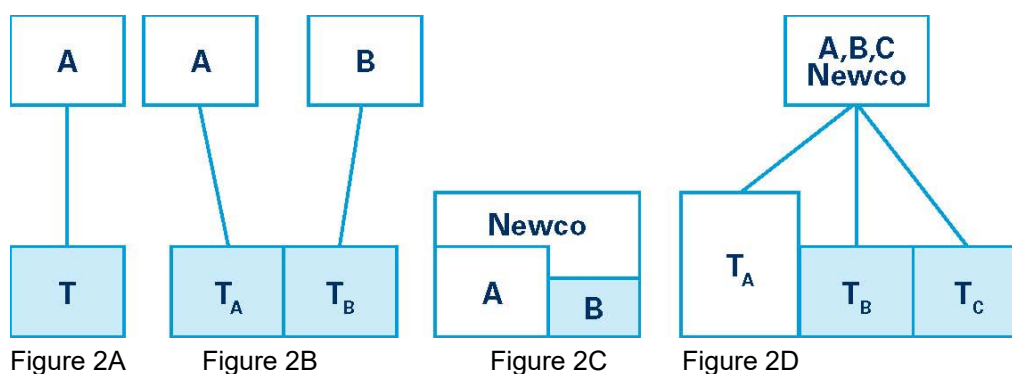 A
T
Figure 2A
A
B
T_A
T_B
Figure 2B
Newco
A
B
Figure 2C
A,B,C
Newco
T_A
T_B
T_C
Figure 2D